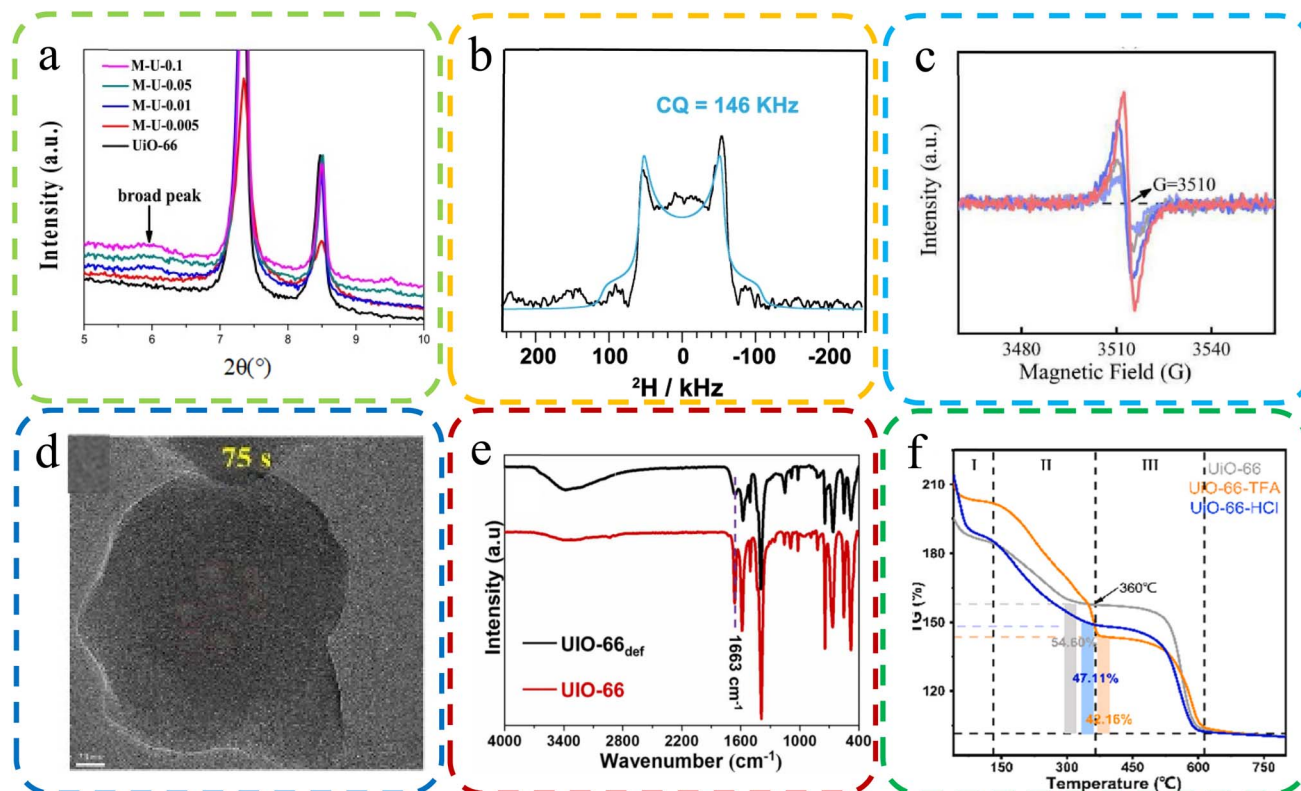 a
M-U-0.1
M-U-0.05
M-U-0.01
M-U-0.005
UiO-66
broad peak
Intensity (a.u.)
5 6 7 8 9 10
2θ(°)
b
CQ = 146 KHz
200 100 0 -100 -200
²H / kHz
c
Intensity (a.u.)
G=3510
3480 3510 3540
Magnetic Field (G)
d
75 s
e
Intensity (a.u)
UIO-66def
UIO-66
1663 cm⁻¹
4000 3400 2800 2200 1600 1000 400
Wavenumber (cm⁻¹)
f
I II III
UiO-66
UIO-66-TFA
UIO-66-HCl
210
180
150
120
(%)
360℃
54.60%
47.11%
42.16%
150 300 450 600 750
Temperature (℃)